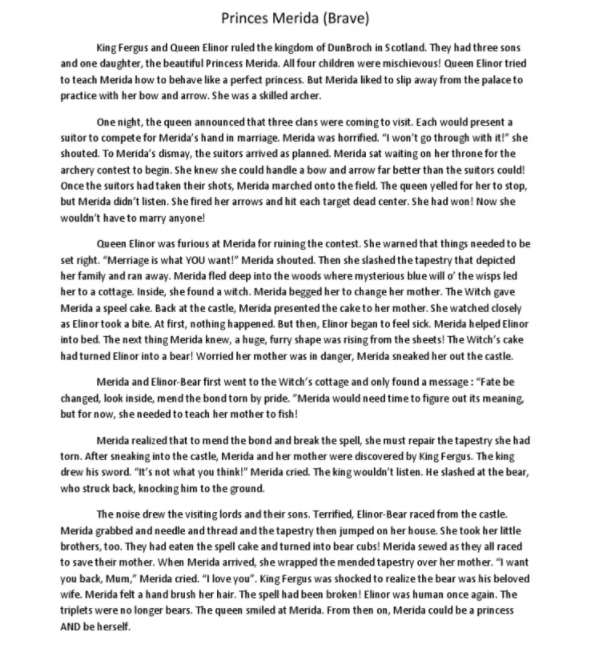 Princes Merida (Brave)
King Fergus and Queen Elinor ruled the kingdom of DunBroch in Scotland. They had three sons
and one daughter, the beautiful Princess Merida. All four children were mischievous! Queen Elinor tried
to teach Merida how to behave like a perfect princess. But Merida liked to slip away from the palace to
practice with her bow and arrow. She was a skilled archer.
One night, the queen announced that three clans were coming to visit. Each would present a
suitor to compete for Merida's hand in marriage. Merida was horrified. "I won't go through with it!" she
shouted. To Merida's dismay, the suitors arrived as planned. Merida sat waiting on her throne for the
archery contest to begin. She knew she could handle a bow and arrow far better than the suitors could!
Once the suitors had taken their shots, Merida marched onto the field. The queen yelled for her to stop,
but Merida didn't listen. She fired her arrows and hit each target dead center. She had won! Now she
wouldn't have to marry anyone!
Queen Elinor was furious at Merida for ruining the contest. She warned that things needed to be
set right. "Merriage is what YOU want!" Merida shouted. Then she slashed the tapestry that depicted
her family and ran away. Merida fled deep into the woods where mysterious blue will o' the wisps led
her to a cottage. Inside, she found a witch. Merida begged her to change her mother. The Witch gave
Merida a speel cake. Back at the castle, Merida presented the cake to her mother. She watched closely
as Elinor took a bite. At first, nothing happened. But then, Elinor began to feel sick. Merida helped Elinor
into bed. The next thing Merida knew, a huge, furry shape was rising from the sheets! The Witch's cake
had turned Elinor into a bear! Worried her mother was in danger, Merida sneaked her out the castle.
Merida and Elinor-Bear first went to the Witch's cottage and only found a message : "Fate be
changed, look inside, mend the bond torn by pride. "Merida would need time to figure out its meaning,
but for now, she needed to teach her mother to fish!
Merida realized that to mend the bond and break the spell, she must repair the tapestry she had
torn. After sneaking into the castle, Merida and her mother were discovered by King Fergus. The king
drew his sword. "It's not what you think!" Merida cried. The king wouldn't listen. He slashed at the bear,
who struck back, knocking him to the ground.
The noise drew the visiting lords and their sons. Terrified, Elinor-Bear raced from the castle.
Merida grabbed and needle and thread and the tapestry then jumped on her house. She took her little
brothers, too. They had eaten the spell cake and turned into bear cubs! Merida sewed as they all raced
to save their mother. When Merida arrived, she wrapped the mended tapestry over her mother. "I want
you back, Mum," Merida cried. "I love you". King Fergus was shocked to realize the bear was his beloved
wife. Merida felt a hand brush her hair. The spell had been broken! Elinor was human once again. The
triplets were no longer bears. The queen smiled at Merida. From then on, Merida could be a princess
AND be herself.